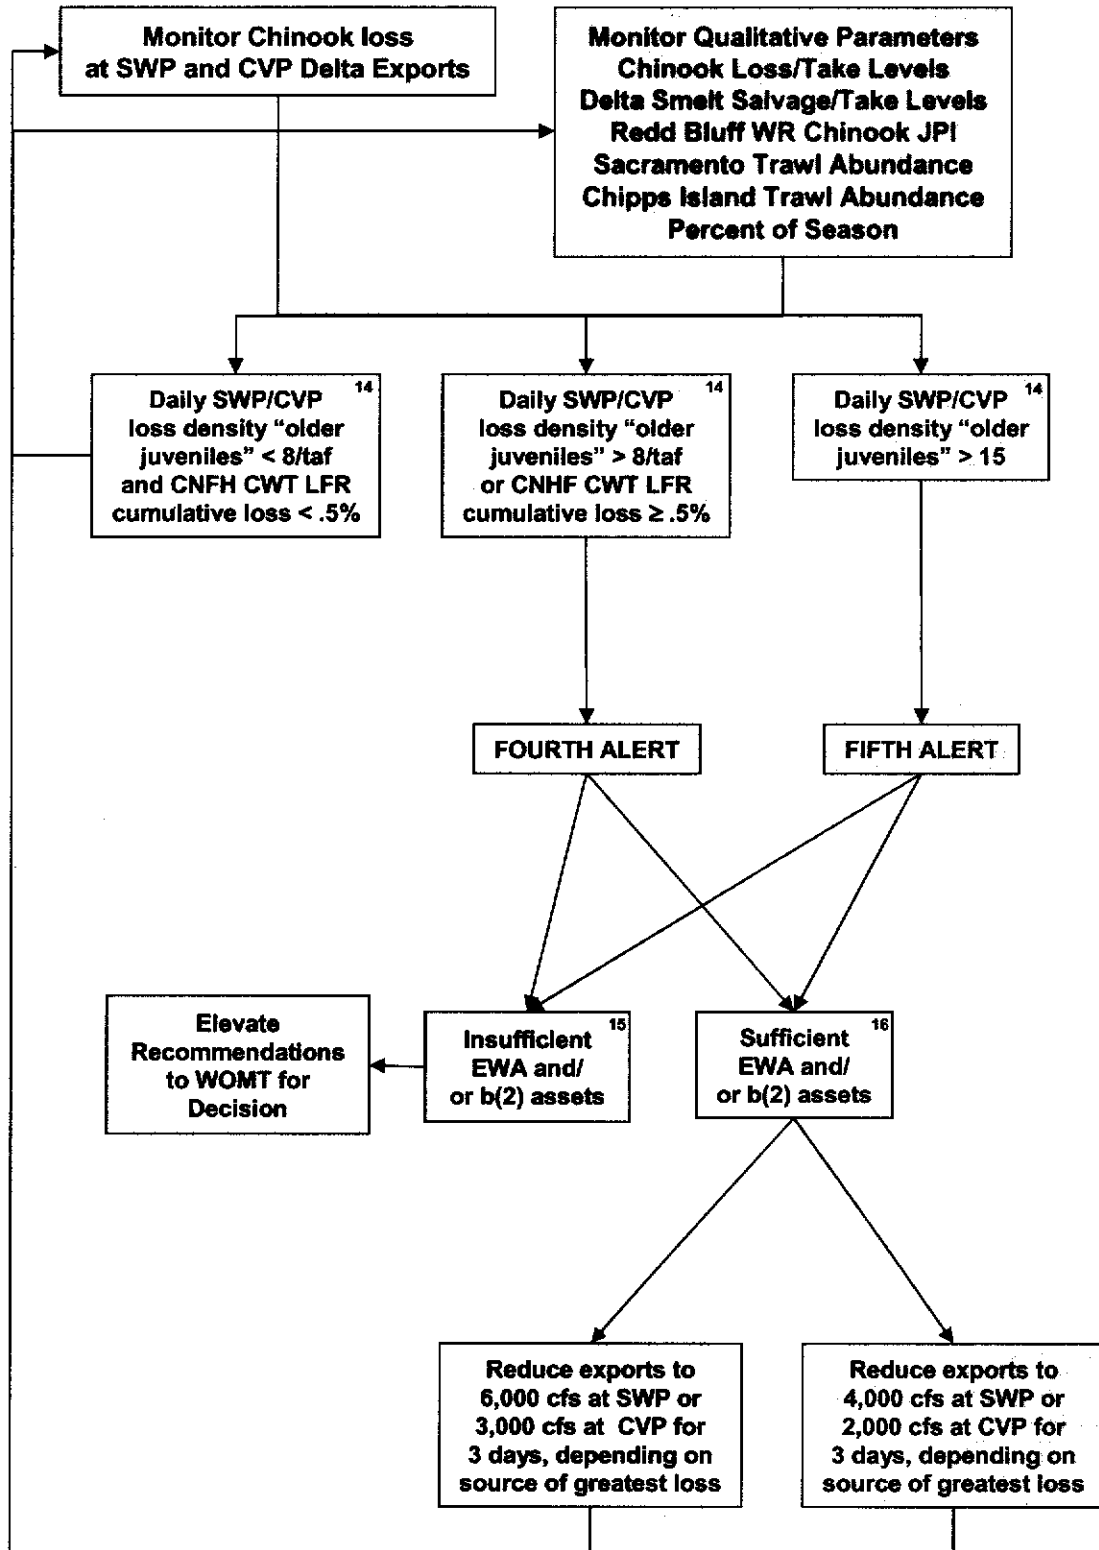 Monitor Chinook loss
at SWP and CVP Delta Exports
Monitor Qualitative Parameters
Chinook Loss/Take Levels
Delta Smelt Salvage/Take Levels
Redd Bluff WR Chinook JPI
Sacramento Trawl Abundance
Chipps Island Trawl Abundance
Percent of Season
14
Daily SWP/CVP
loss density "older
juveniles" < 8/taf
and CNFH CWT LFR
cumulative loss < .5%
14
Daily SWP/CVP
loss density "older
juveniles" > 8/taf
or CNHF CWT LFR
cumulative loss ≥ .5%
14
Daily SWP/CVP
loss density "older
juveniles" > 15
FOURTH ALERT
FIFTH ALERT
Elevate
Recommendations
to WOMT for
Decision
15
Insufficient
EWA and/
or b(2) assets
16
Sufficient
EWA and/
or b(2) assets
Reduce exports to
6,000 cfs at SWP or
3,000 cfs at CVP for
3 days, depending on
source of greatest loss
Reduce exports to
4,000 cfs at SWP or
2,000 cfs at CVP for
3 days, depending on
source of greatest loss